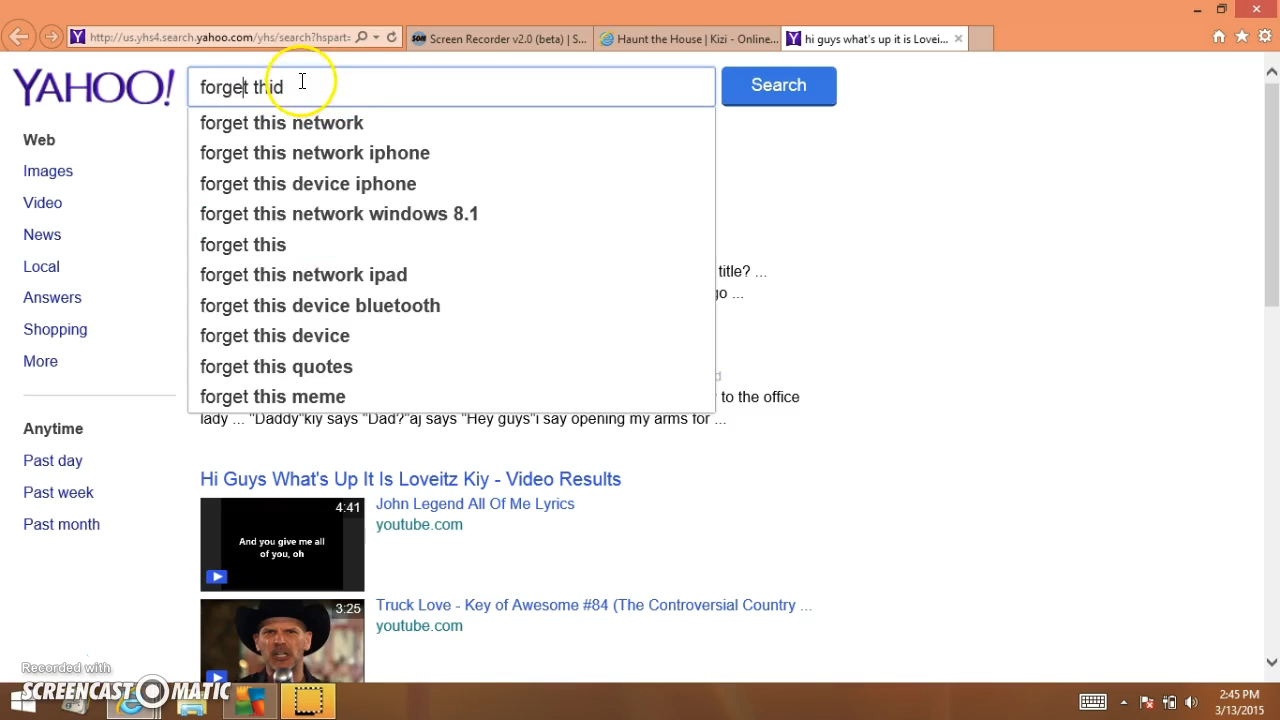 http://us.yhs4.search.yahoo.com/yhs/search?hspart=
Screen Recorder v2.0 (beta) | S...
Haunt the House | Kizi - Online...
hi guys what's up it is Lovei...
YAHOO!
forget thid
Search
forget this network
forget this network iphone
forget this device iphone
forget this network windows 8.1
forget this
forget this network ipad
forget this device bluetooth
forget this device
forget this quotes
forget this meme
Web
Images
Video
News
Local
Answers
Shopping
More
Anytime
Past day
Past week
Past month
title? ...
go ...
to the office
lady ... "Daddy"kiy says "Dad?"aj says "Hey guys"i say opening my arms for ...
Hi Guys What's Up It Is Loveitz Kiy - Video Results
4:41
And you give me all
of you, oh
John Legend All Of Me Lyrics
youtube.com
3:25
Truck Love - Key of Awesome #84 (The Controversial Country ...
youtube.com
Recorded with
SCREENCAST-O-MATIC
2:45 PM
3/13/2015